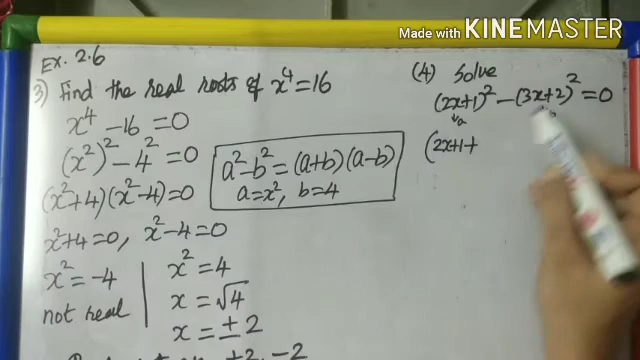 Made with KINEMASTER
Ex. 2.6
3) Find the real roots of x⁴=16
x⁴ -16 =0
(x²)² - 4² =0
(x²+4)(x²-4)=0
x²+4=0, x²-4=0
x² = -4
not real
x² = 4
x = √4
x = ± 2
+2, -2
a²-b² = (a+b)(a-b)
a=x², b=4
(4) Solve
(2x+1)² - (3x+2)² = 0
a
(2x+1+